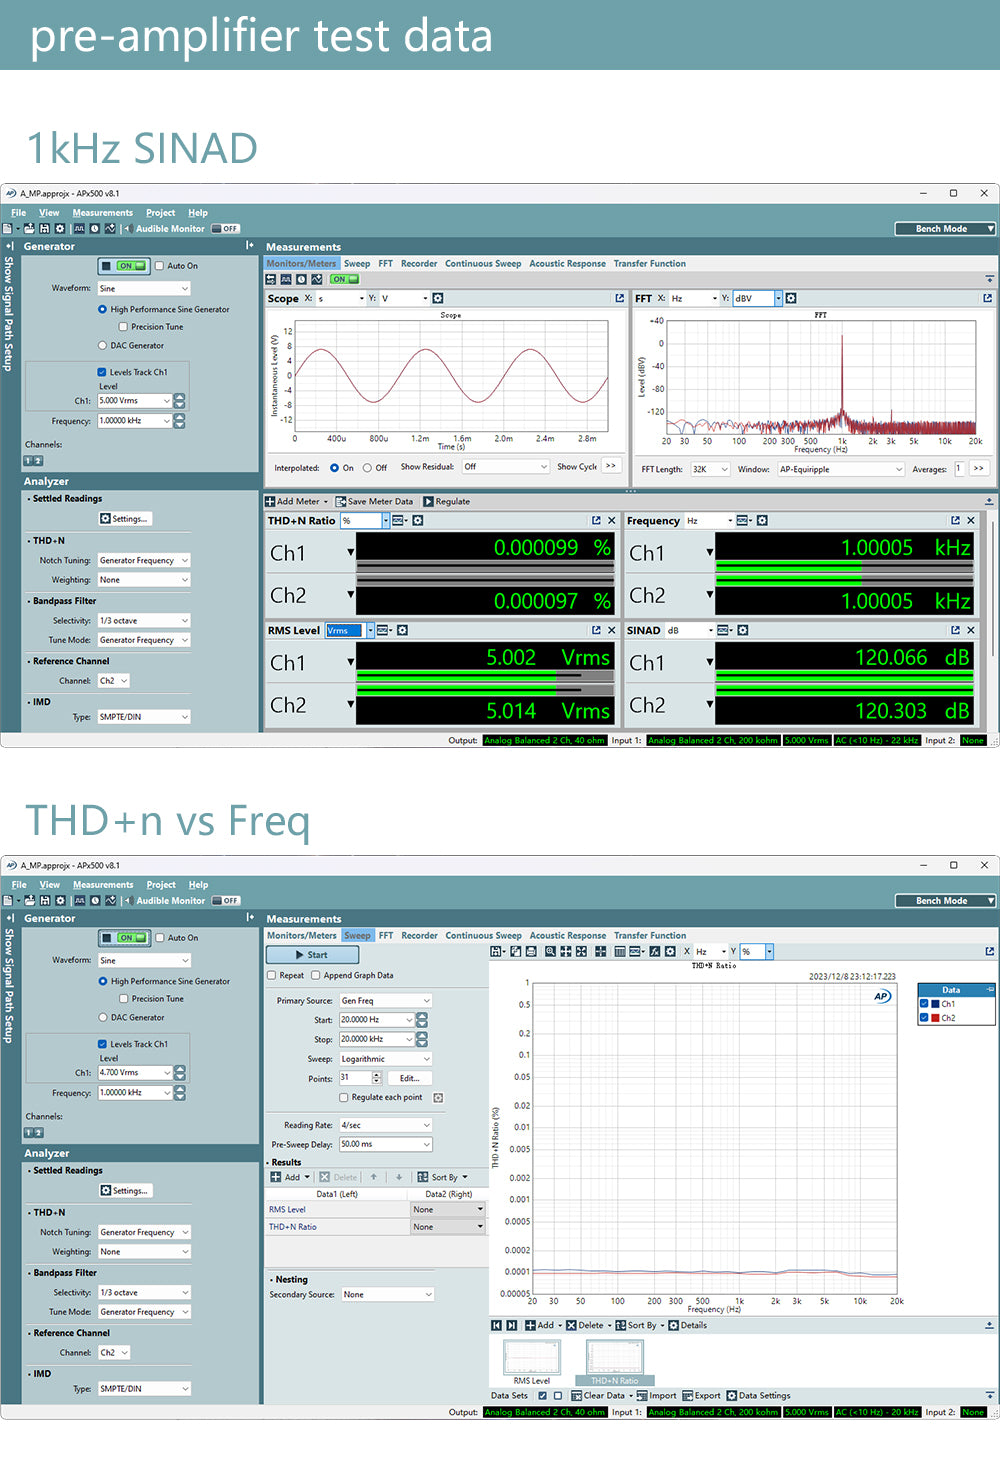 pre-amplifier test data
1kHz SINAD
AP A_MP.approjx - APx500 v8.1
File View Measurements Project Help
Audible Monitor OFF
Bench Mode
Show Signal Path Setup
Generator
ON Auto On
Waveform: Sine
High Performance Sine Generator
Precision Tune
DAC Generator
Levels Track Ch1
Level
Ch1: 5.000 Vrms
Frequency: 1.00000 kHz
Channels:
1 2
Analyzer
Settled Readings
Settings...
THD+N
Notch Tuning: Generator Frequency
Weighting: None
Bandpass Filter
Selectivity: 1/3 octave
Tune Mode: Generator Frequency
Reference Channel
Channel: Ch2
IMD
Type: SMPTE/DIN
Measurements
Monitors/Meters Sweep FFT Recorder Continuous Sweep Acoustic Response Transfer Function
ON
Scope X: s Y: V
Scope
Instantaneous Level (V)
12
8
4
0
-4
-8
-12
0 400u 800u 1.2m 1.6m 2.0m 2.4m 2.8m
Time (s)
Interpolated: On Off Show Residual: Off Show Cycle >>
FFT X: Hz Y: dBV
FFT
Level (dBV)
+40
0
-40
-80
-120
20 30 50 100 200 300 500 1k 2k 3k 5k 10k 20k
Frequency (Hz)
FFT Length: 32K Window: AP-Equiripple Averages: 1 >>
Add Meter Save Meter Data Regulate
THD+N Ratio %
Ch1 0.000099 %
Ch2 0.000097 %
Frequency Hz
Ch1 1.00005 kHz
Ch2 1.00005 kHz
RMS Level Vrms
Ch1 5.002 Vrms
Ch2 5.014 Vrms
SINAD dB
Ch1 120.066 dB
Ch2 120.303 dB
Output: Analog Balanced 2 Ch, 40 ohm Input 1: Analog Balanced 2 Ch, 200 kohm 5.000 Vrms AC (<10 Hz) - 22 kHz Input 2: None
THD+n vs Freq
AP A_MP.approjx - APx500 v8.1
File View Measurements Project Help
Audible Monitor OFF
Bench Mode
Show Signal Path Setup
Generator
ON Auto On
Waveform: Sine
High Performance Sine Generator
Precision Tune
DAC Generator
Levels Track Ch1
Level
Ch1: 4.700 Vrms
Frequency: 1.00000 kHz
Channels:
1 2
Analyzer
Settled Readings
Settings...
THD+N
Notch Tuning: Generator Frequency
Weighting: None
Bandpass Filter
Selectivity: 1/3 octave
Tune Mode: Generator Frequency
Reference Channel
Channel: Ch2
IMD
Type: SMPTE/DIN
Measurements
Monitors/Meters Sweep FFT Recorder Continuous Sweep Acoustic Response Transfer Function
Start
Repeat Append Graph Data
Primary Source: Gen Freq
Start: 20.0000 Hz
Stop: 20.0000 kHz
Sweep: Logarithmic
Points: 31 Edit...
Regulate each point
Reading Rate: 4/sec
Pre-Sweep Delay: 50.00 ms
Results
Add Delete Sort By
Data1 (Left) Data2 (Right)
RMS Level None
THD+N Ratio None
Nesting
Secondary Source: None
X Hz Y %
THD+N Ratio
2023/12/8 23:12:17.223
AP
THD+N Ratio (%)
1
0.5
0.2
0.1
0.05
0.02
0.01
0.005
0.002
0.001
0.0005
0.0002
0.0001
0.00005
20 30 50 100 200 300 500 1k 2k 3k 5k 10k 20k
Frequency (Hz)
Data
Ch1
Ch2
Add Delete Sort By Details
RMS Level THD+N Ratio
Data Sets Clear Data Import Export Data Settings
Output: Analog Balanced 2 Ch, 40 ohm Input 1: Analog Balanced 2 Ch, 200 kohm 5.000 Vrms AC (<10 Hz) - 20 kHz Input 2: None